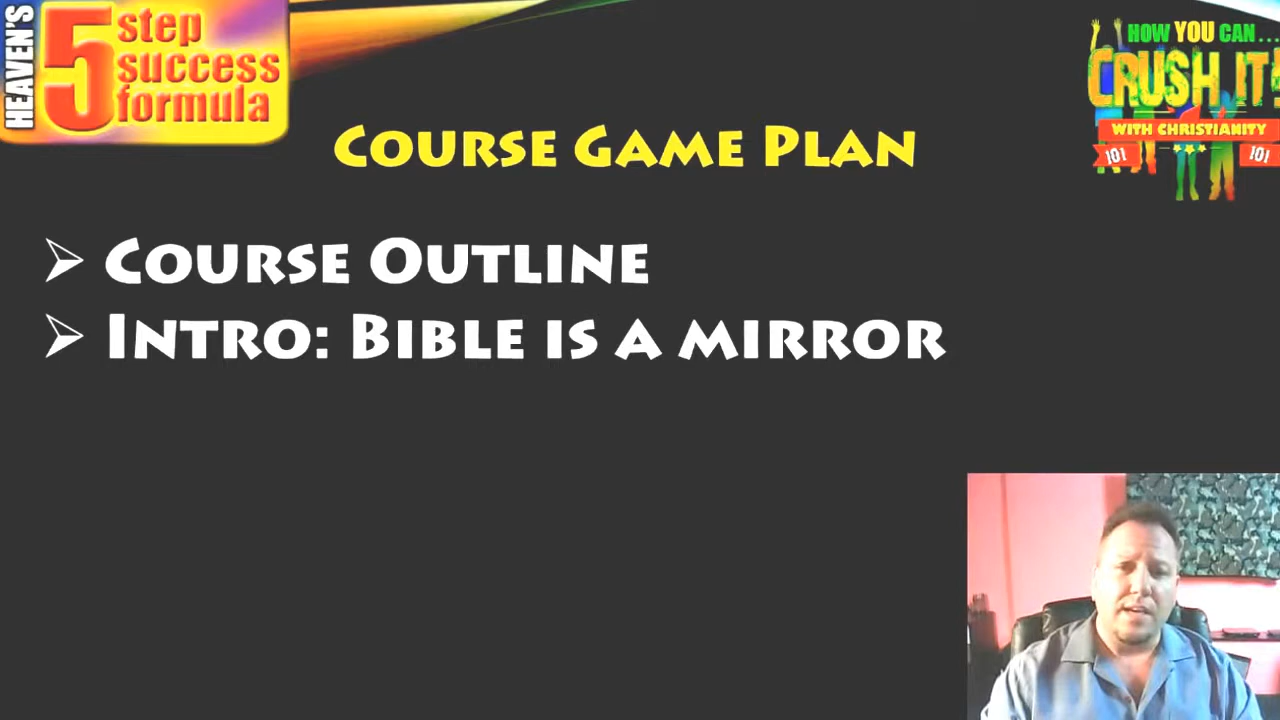 HEAVEN'S
5 step
success
formula
HOW YOU CAN...
CRUSH IT!
WITH CHRISTIANITY
101 101
COURSE GAME PLAN
COURSE OUTLINE
INTRO: BIBLE IS A MIRROR